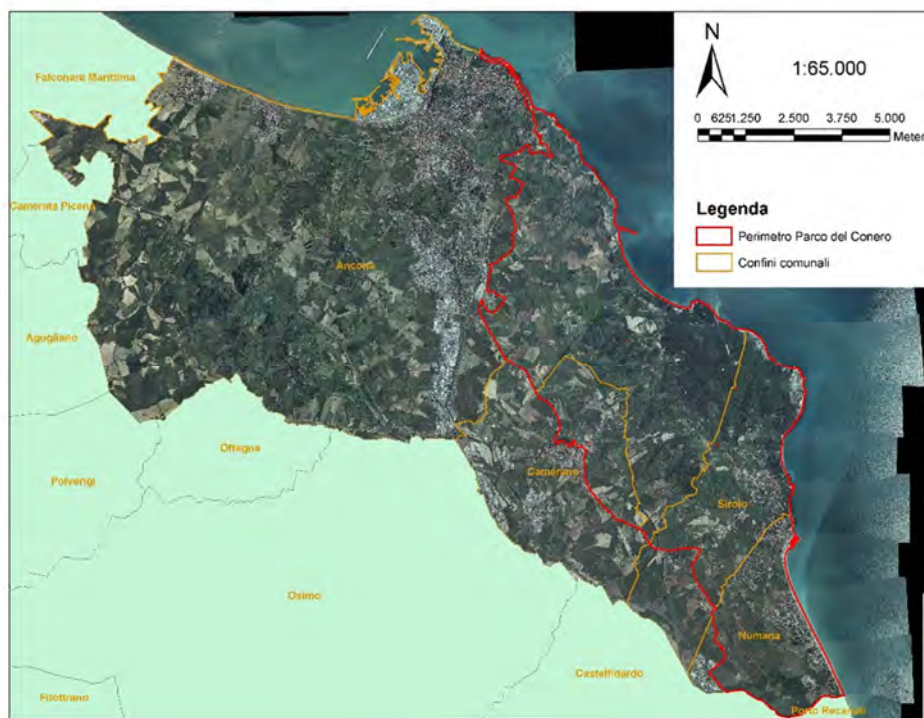 N
1:65.000
0 6251.250 2.500 3.750 5.000
Meter
Legenda
Perimetro Parco del Conero
Confini comunali
Falconara Marittima
Camerata Picena
Ancona
Agugliano
Offagna
Polverigi
Camerano
Sirolo
Osimo
Numana
Castelfidardo
Filottrano
Porto Recanati